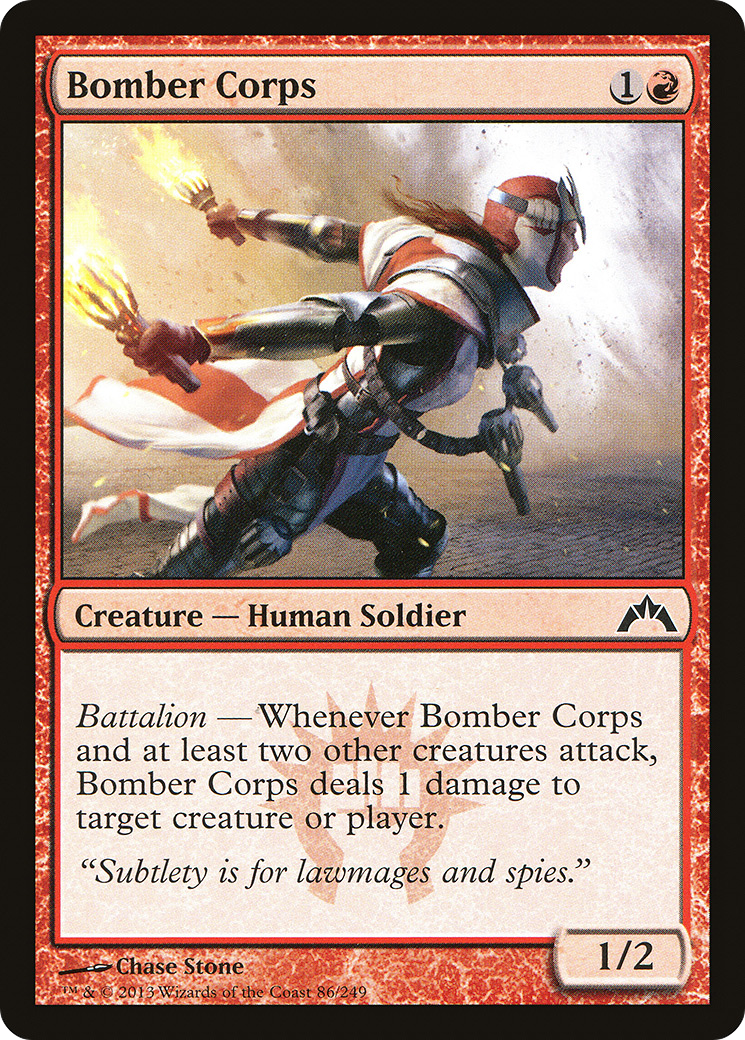 Bomber Corps 1
Creature — Human Soldier
Battalion — Whenever Bomber Corps
and at least two other creatures attack,
Bomber Corps deals 1 damage to
target creature or player.
“Subtlety is for lawmages and spies.”
1/2
Chase Stone
™ & © 2013 Wizards of the Coast 86/249